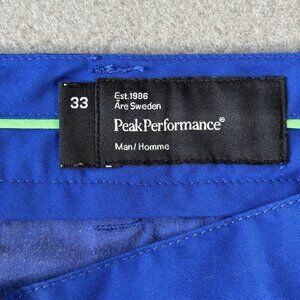 33
Est.1986
Åre Sweden
PeakPerformance®
Man/Homme